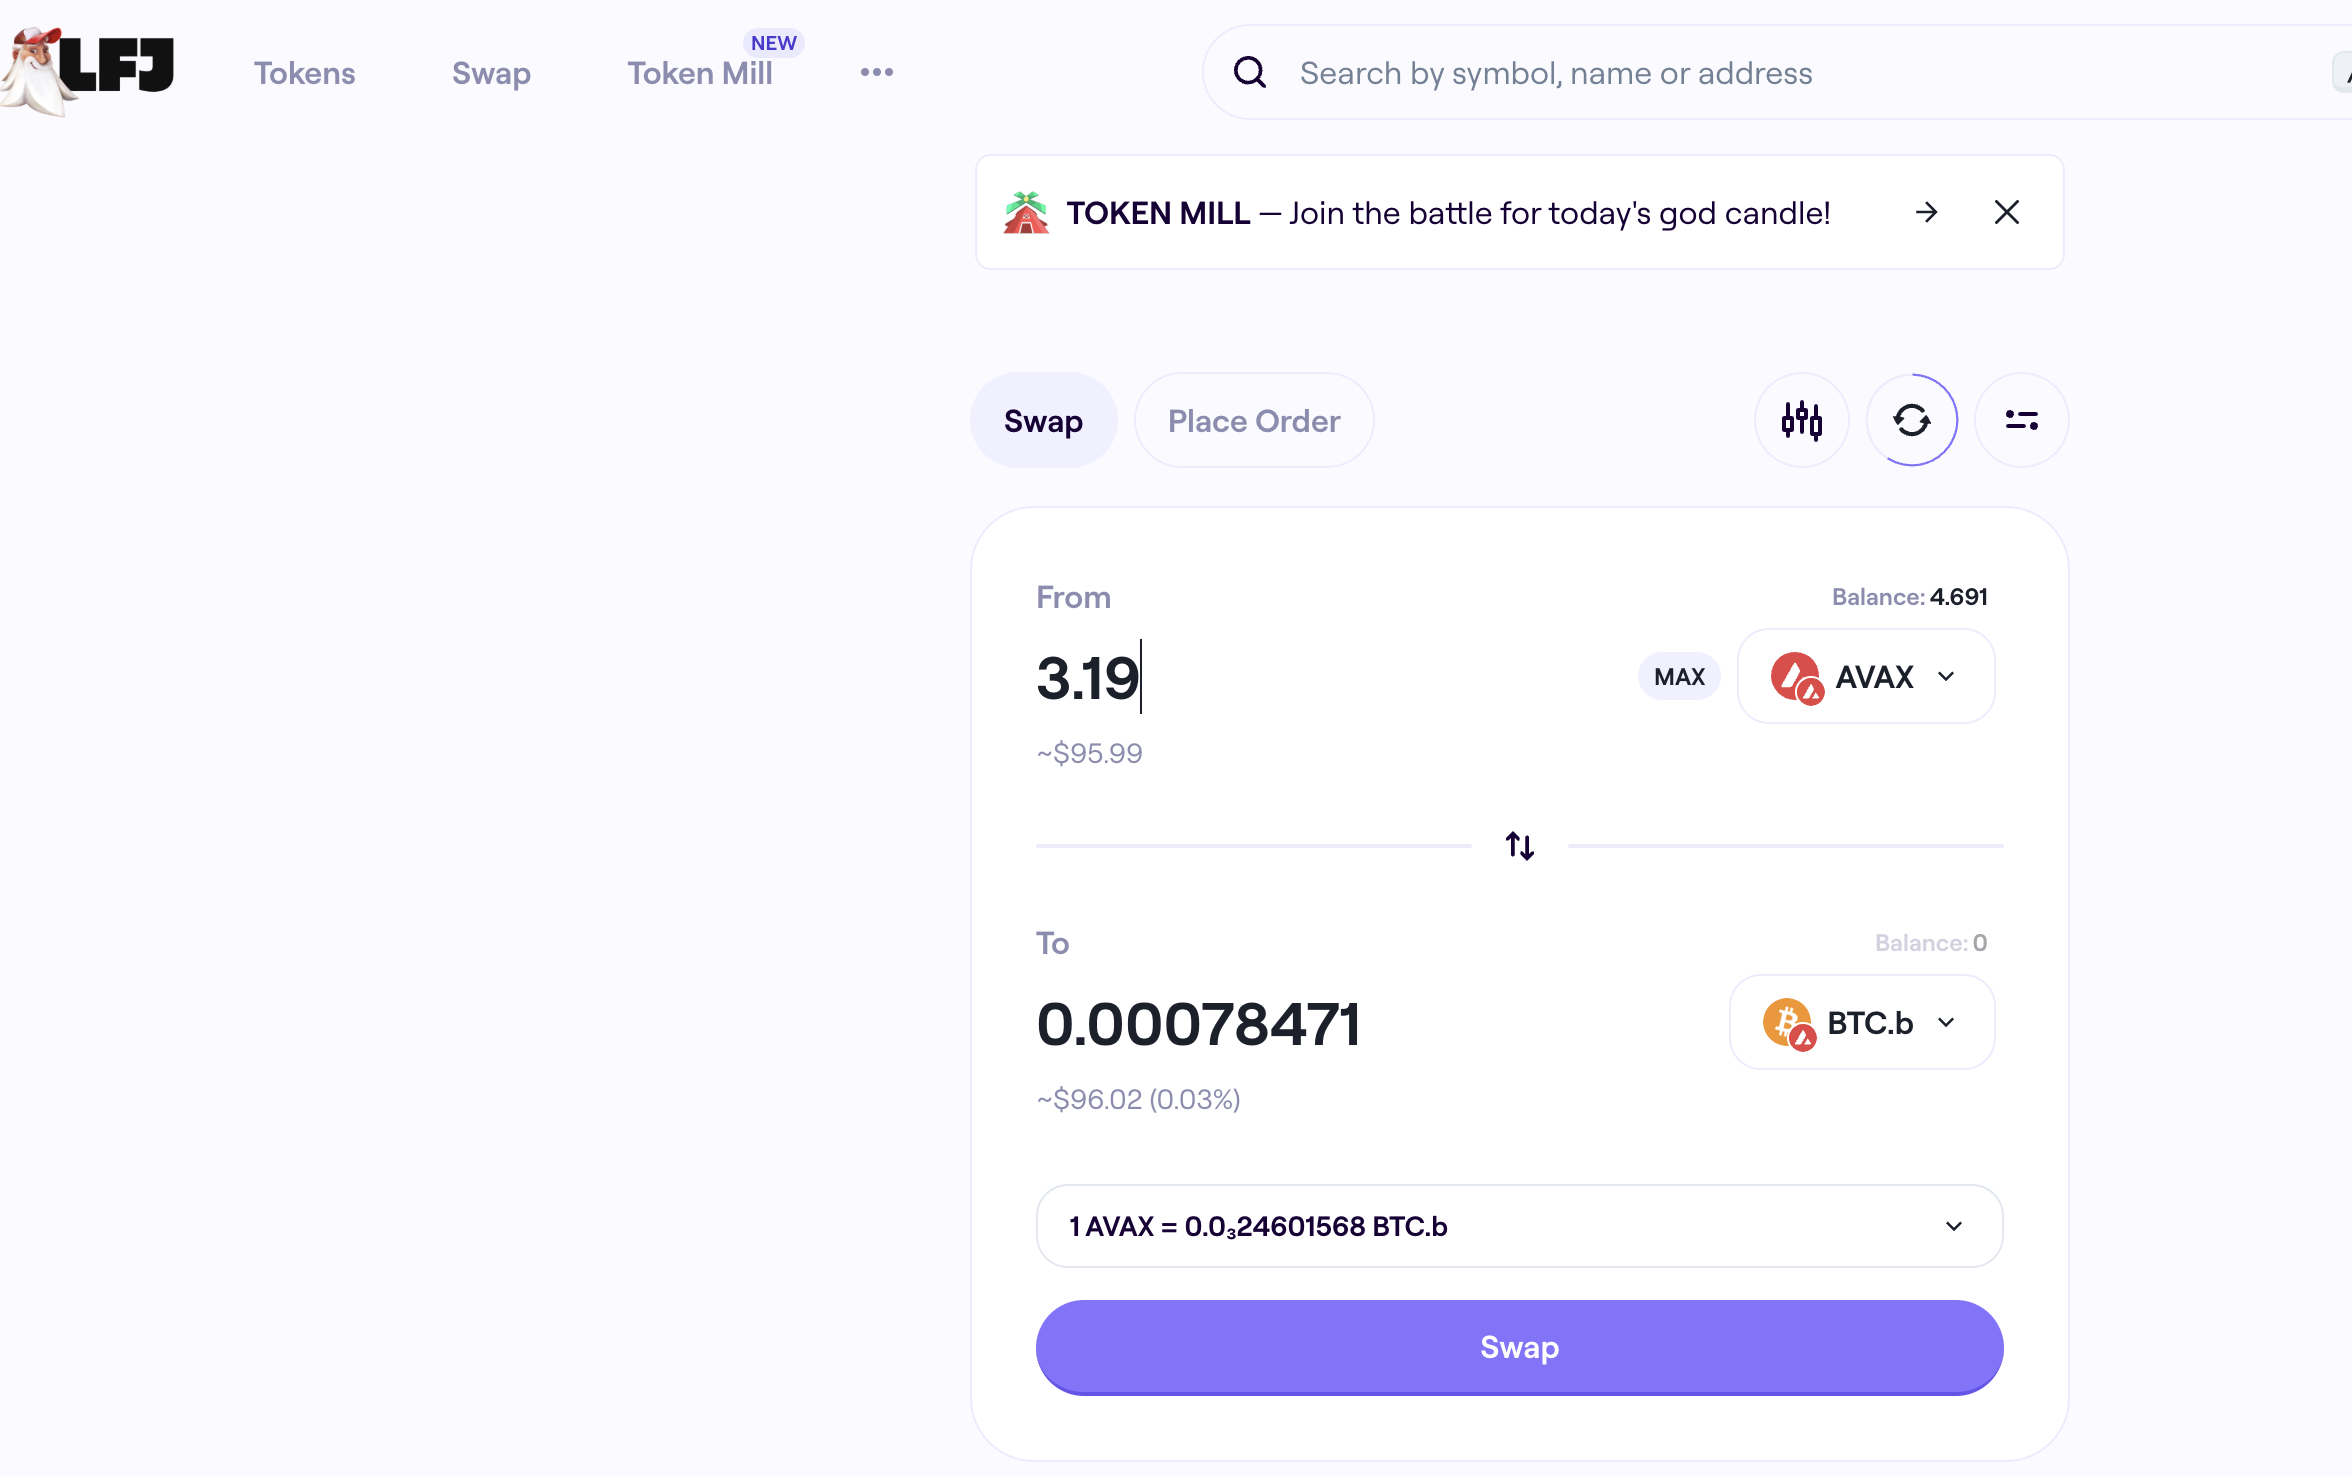 LFJ
Tokens
Swap
Token Mill
NEW
Search by symbol, name or address
TOKEN MILL — Join the battle for today's god candle!
Swap
Place Order
From
Balance: 4.691
3.19
MAX
AVAX
~$95.99
To
Balance: 0
0.00078471
BTC.b
~$96.02 (0.03%)
1 AVAX = 0.0₃24601568 BTC.b
Swap